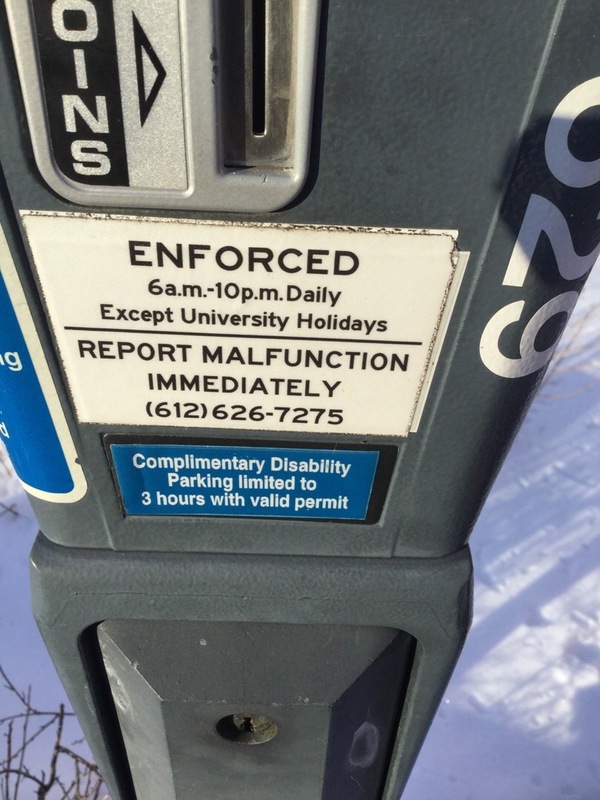 COINS
ENFORCED
6a.m.-10p.m. Daily
Except University Holidays
REPORT MALFUNCTION
IMMEDIATELY
(612) 626-7275
Complimentary Disability
Parking limited to
3 hours with valid permit